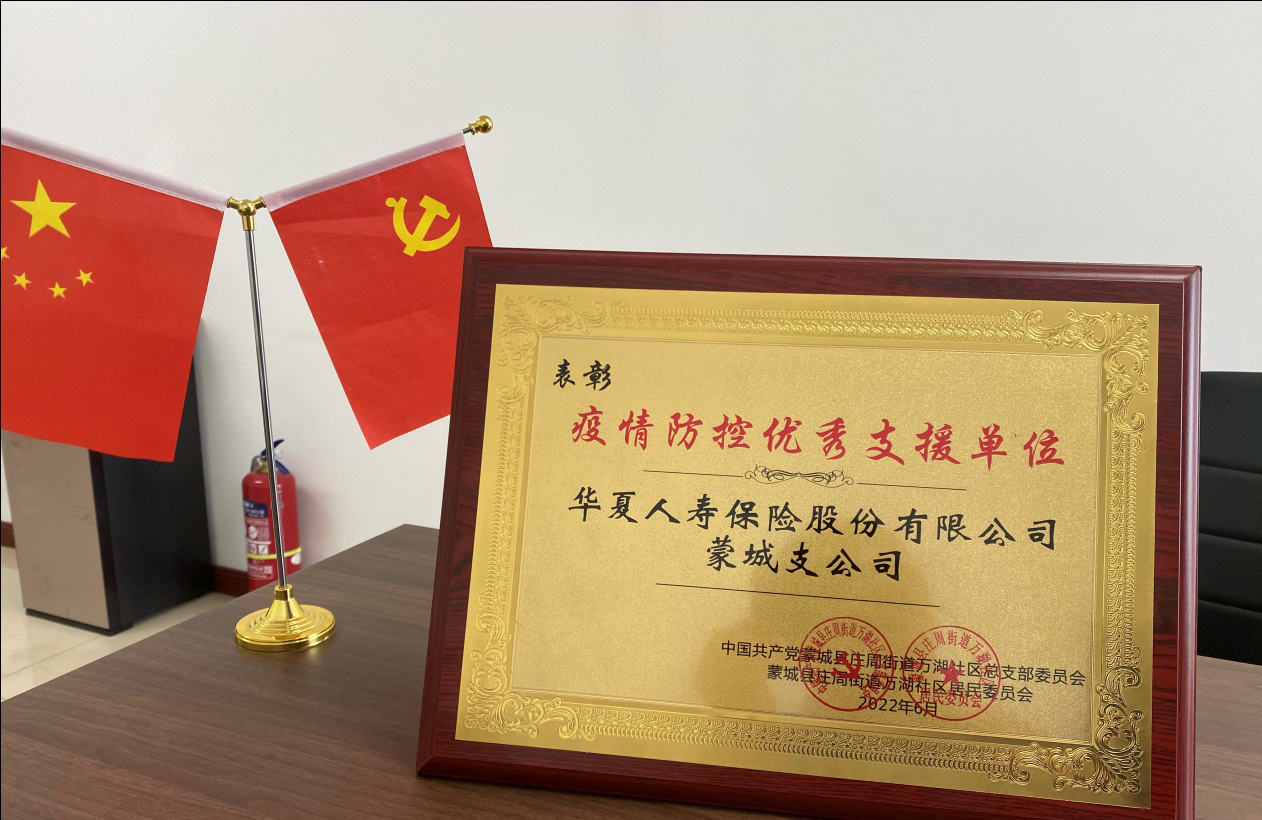 表彰
疫情防控优秀支援单位
华夏人寿保险股份有限公司
蒙城支公司
中国共产党蒙城县庄周街道万湖社区总支部委员会
蒙城县庄周街道万湖社区居民委员会
2022年6月